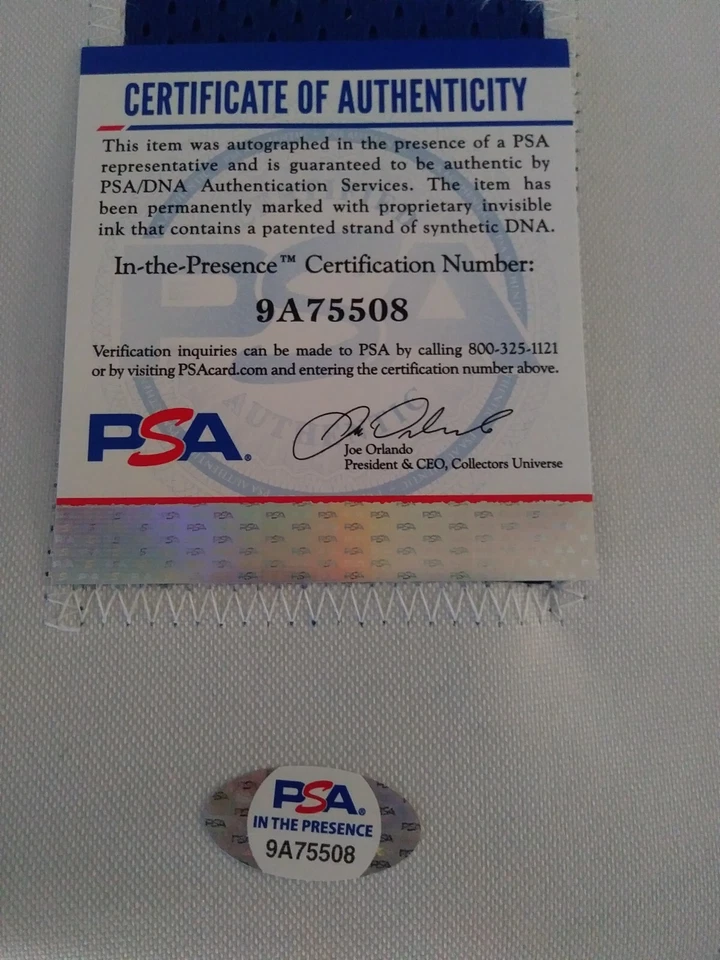 CERTIFICATE OF AUTHENTICITY
This item was autographed in the presence of a PSA
representative and is guaranteed to be authentic by
PSA/DNA Authentication Services. The item has
been permanently marked with proprietary invisible
ink that contains a patented strand of synthetic DNA.
In-the-Presence™ Certification Number:
9A75508
Verification inquiries can be made to PSA by calling 800-325-1121
or by visiting PSAcard.com and entering the certification number above.
PSA®
Joe Orlando
President & CEO, Collectors Universe
PSA®
IN THE PRESENCE
9A75508